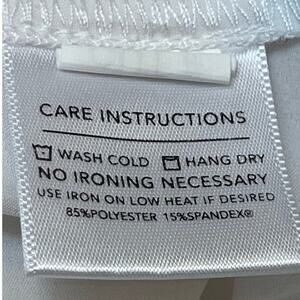 CARE INSTRUCTIONS
WASH COLD HANG DRY
NO IRONING NECESSARY
USE IRON ON LOW HEAT IF DESIRED
85%POLYESTER 15%SPANDEX®